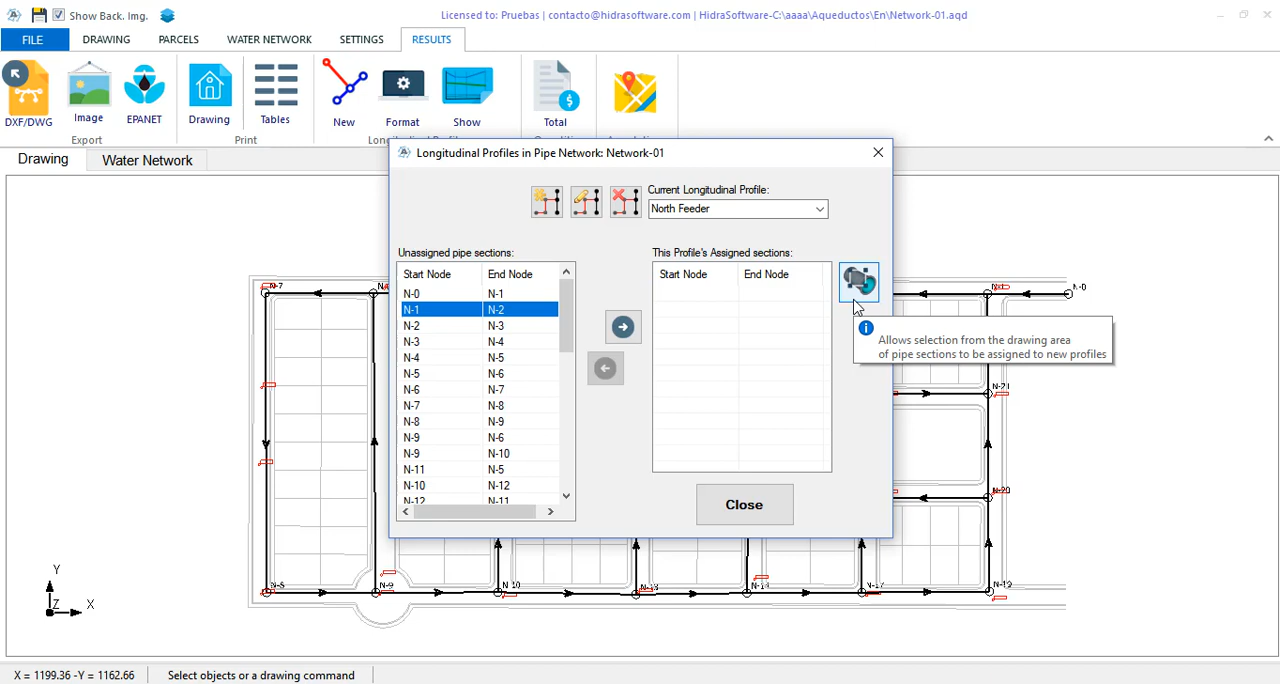 Show Back. Img.
Licensed to: Pruebas | contacto@hidrasoftware.com | HidraSoftware-C:\aaaa\Aqueductos\En\Network-01.aqd
FILE
DRAWING
PARCELS
WATER NETWORK
SETTINGS
RESULTS
DXF/DWG
Image
EPANET
Drawing
Tables
New
Format
Show
Total
Export
Print
Drawing
Water Network
Longitudinal Profiles in Pipe Network: Network-01
Current Longitudinal Profile:
North Feeder
Unassigned pipe sections:
This Profile's Assigned sections:
Start Node End Node
N-0 N-1
N-1 N-2
N-2 N-3
N-3 N-4
N-4 N-5
N-5 N-6
N-6 N-7
N-7 N-8
N-8 N-9
N-9 N-6
N-9 N-10
N-11 N-5
N-10 N-12
N-12 N-11
Start Node End Node
Allows selection from the drawing area
of pipe sections to be assigned to new profiles
Close
N-7
N-0
N-21
N-20
N-8
N-9
N-10
N-13
N-17
N-19
Y
Z
X
X = 1199.36 -Y = 1162.66
Select objects or a drawing command